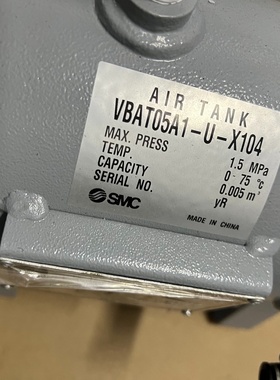 AIR TANK
VBAT05A1-U-X104
MAX. PRESS 1.5 MPa
TEMP. 0-75 ℃
CAPACITY 0.005 m³
SERIAL NO. yR
SMC
MADE IN CHINA